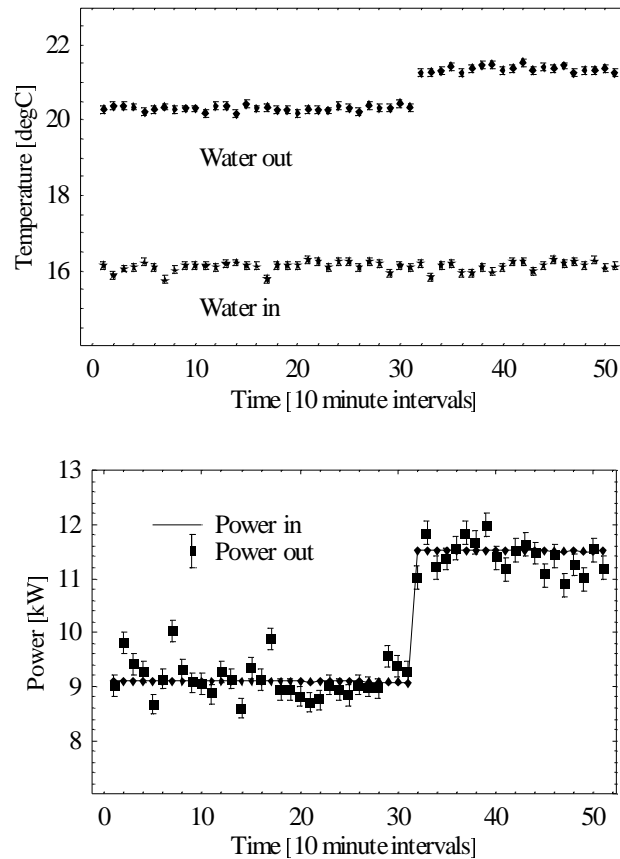 22
20
18
16
Temperature [degC]
Water out
Water in
0 10 20 30 40 50
Time [10 minute intervals]
13
12
11
10
9
8
Power [kW]
Power in
Power out
0 10 20 30 40 50
Time [10 minute intervals]